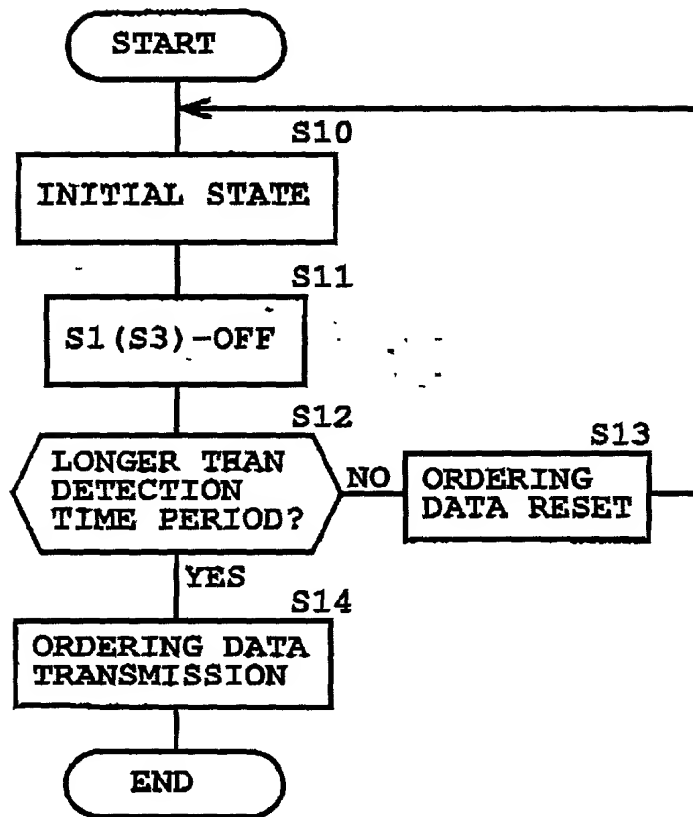 START
S10
INITIAL STATE
S11
S1(S3)-OFF
S12
LONGER THAN
DETECTION
TIME PERIOD?
NO
S13
ORDERING
DATA RESET
YES
S14
ORDERING DATA
TRANSMISSION
END